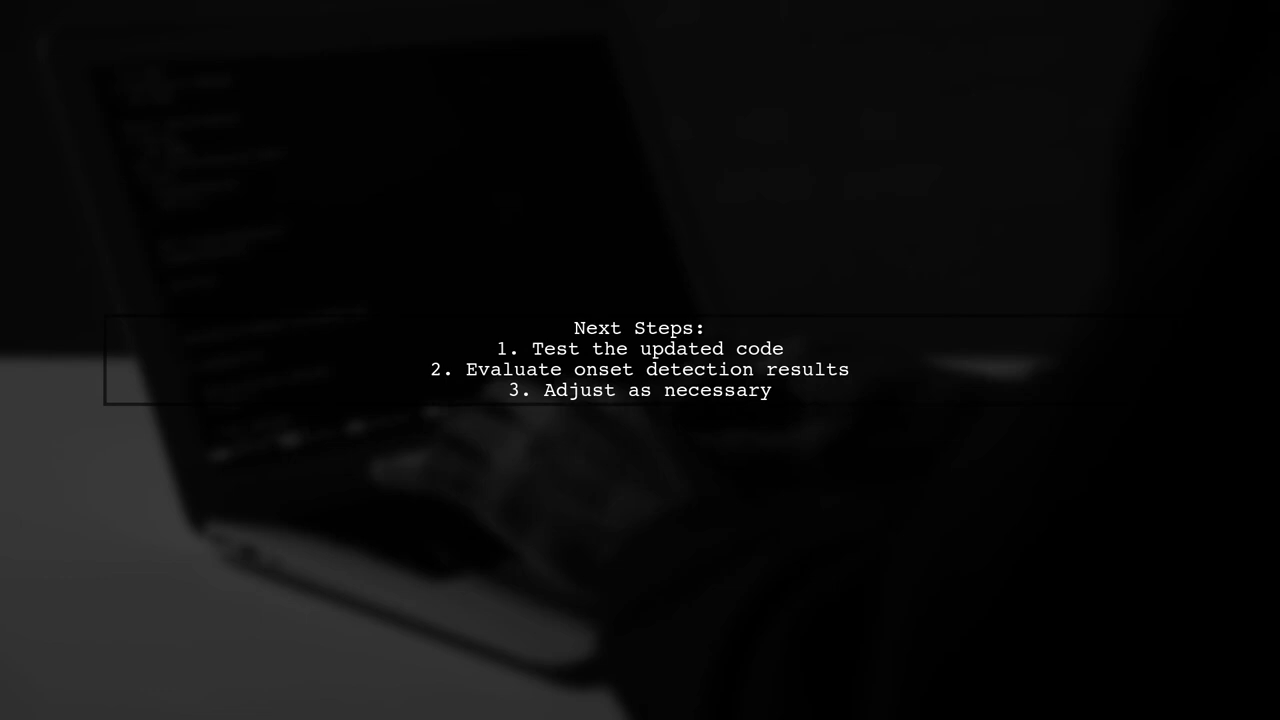 Next Steps:
1. Test the updated code
2. Evaluate onset detection results
3. Adjust as necessary